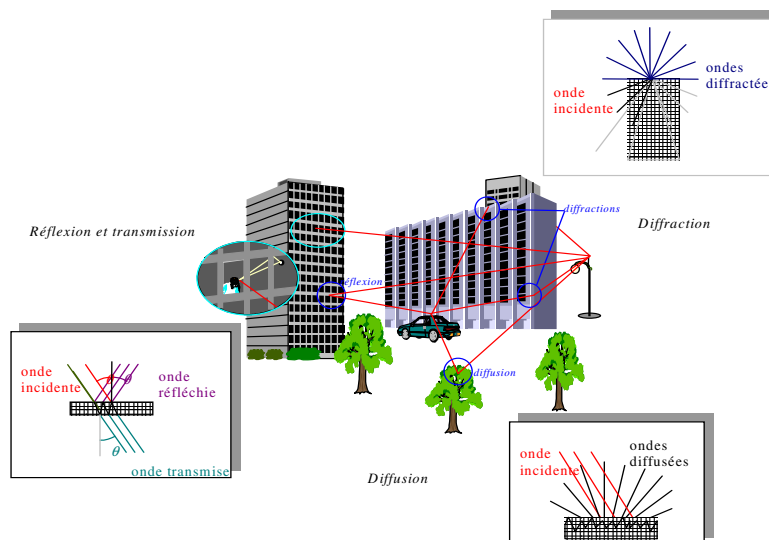 ondes
diffractée
onde
incidente
diffractions
Diffraction
Réflexion et transmission
réflexion
diffusion
onde
incidente
θ
θ
onde
réfléchie
θ
onde transmise
Diffusion
onde
incidente
ondes
diffusées